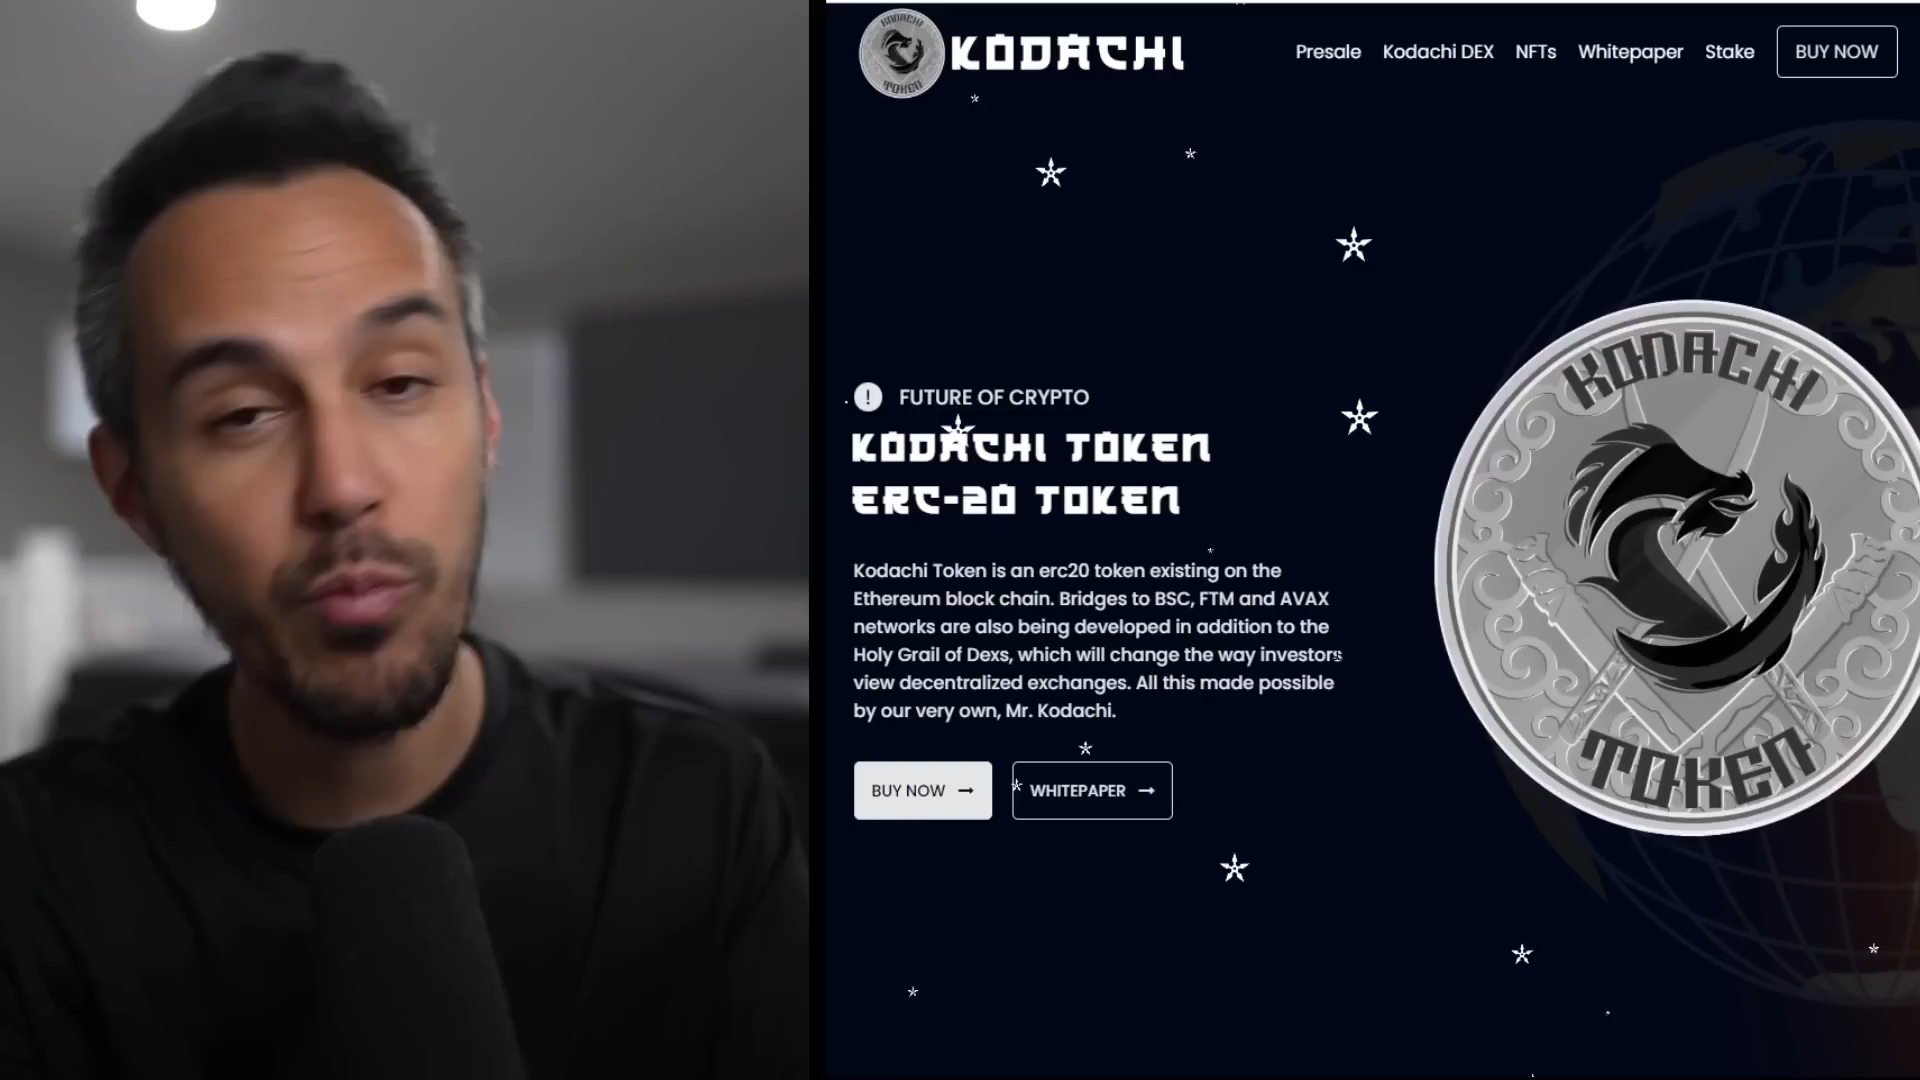 KODACHI
TOKEN
KODACHI
Presale
Kodachi DEX
NFTs
Whitepaper
Stake
BUY NOW
! FUTURE OF CRYPTO
KODACHI TOKEN
ERC-20 TOKEN
Kodachi Token is an erc20 token existing on the
Ethereum block chain. Bridges to BSC, FTM and AVAX
networks are also being developed in addition to the
Holy Grail of Dexs, which will change the way investors
view decentralized exchanges. All this made possible
by our very own, Mr. Kodachi.
BUY NOW →
WHITEPAPER →
KODACHI
TOKEN